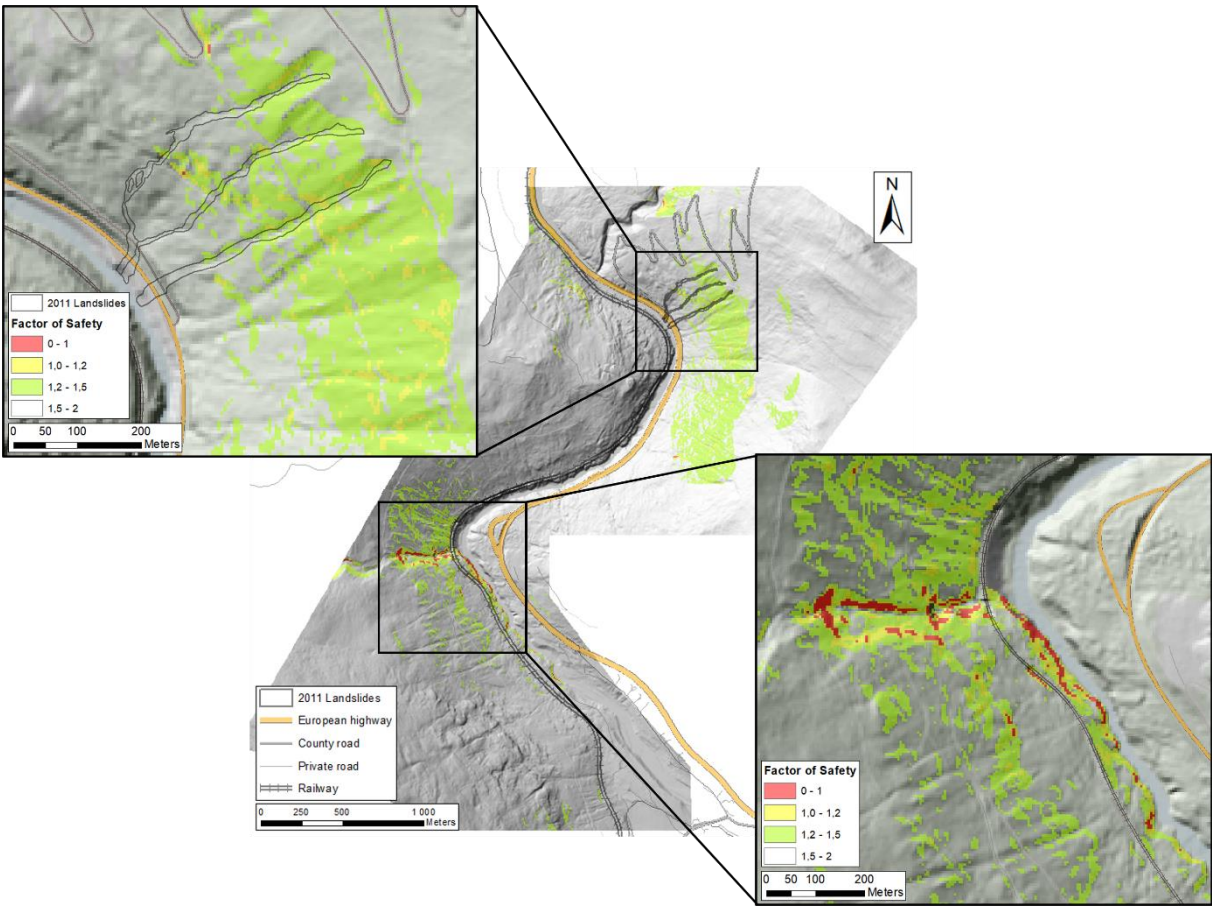 2011 Landslides
Factor of Safety
0 - 1
1,0 - 1,2
1,2 - 1,5
1,5 - 2
0 50 100 200
Meters
N
2011 Landslides
European highway
County road
Private road
Railway
0 250 500 1 000
Meters
Factor of Safety
0 - 1
1,0 - 1,2
1,2 - 1,5
1,5 - 2
0 50 100 200
Meters